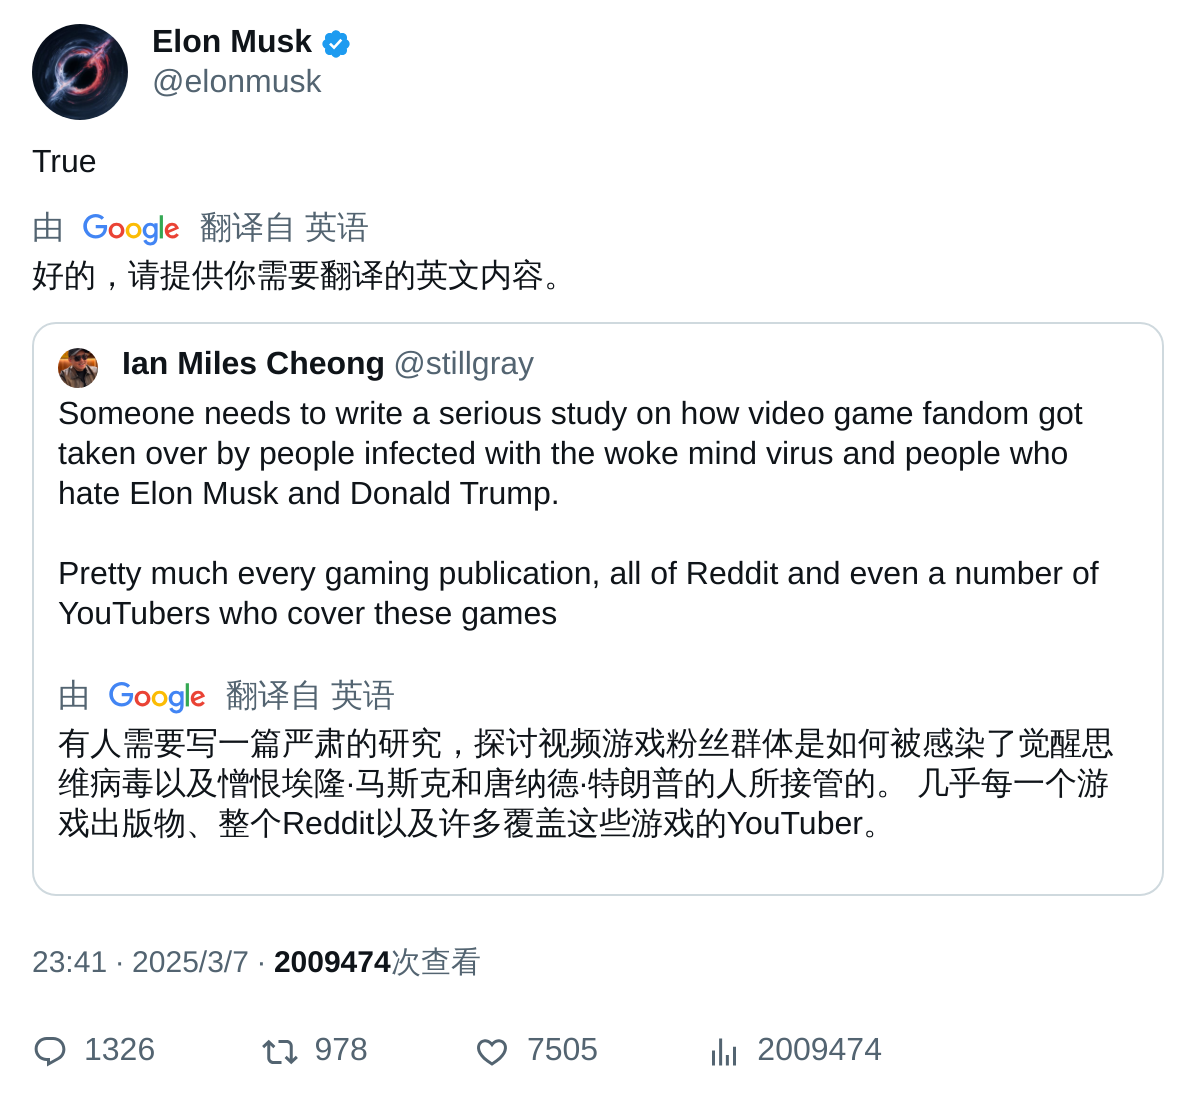 Elon Musk
@elonmusk
True
由 Google 翻译自 英语
好的，请提供你需要翻译的英文内容。
Ian Miles Cheong @stillgray
Someone needs to write a serious study on how video game fandom got
taken over by people infected with the woke mind virus and people who
hate Elon Musk and Donald Trump.
Pretty much every gaming publication, all of Reddit and even a number of
YouTubers who cover these games
由 Google 翻译自 英语
有人需要写一篇严肃的研究，探讨视频游戏粉丝群体是如何被感染了觉醒思
维病毒以及憎恨埃隆·马斯克和唐纳德·特朗普的人所接管的。 几乎每一个游
戏出版物、整个Reddit以及许多覆盖这些游戏的YouTuber。
23:41 · 2025/3/7 · 2009474次查看
1326 978 7505 2009474